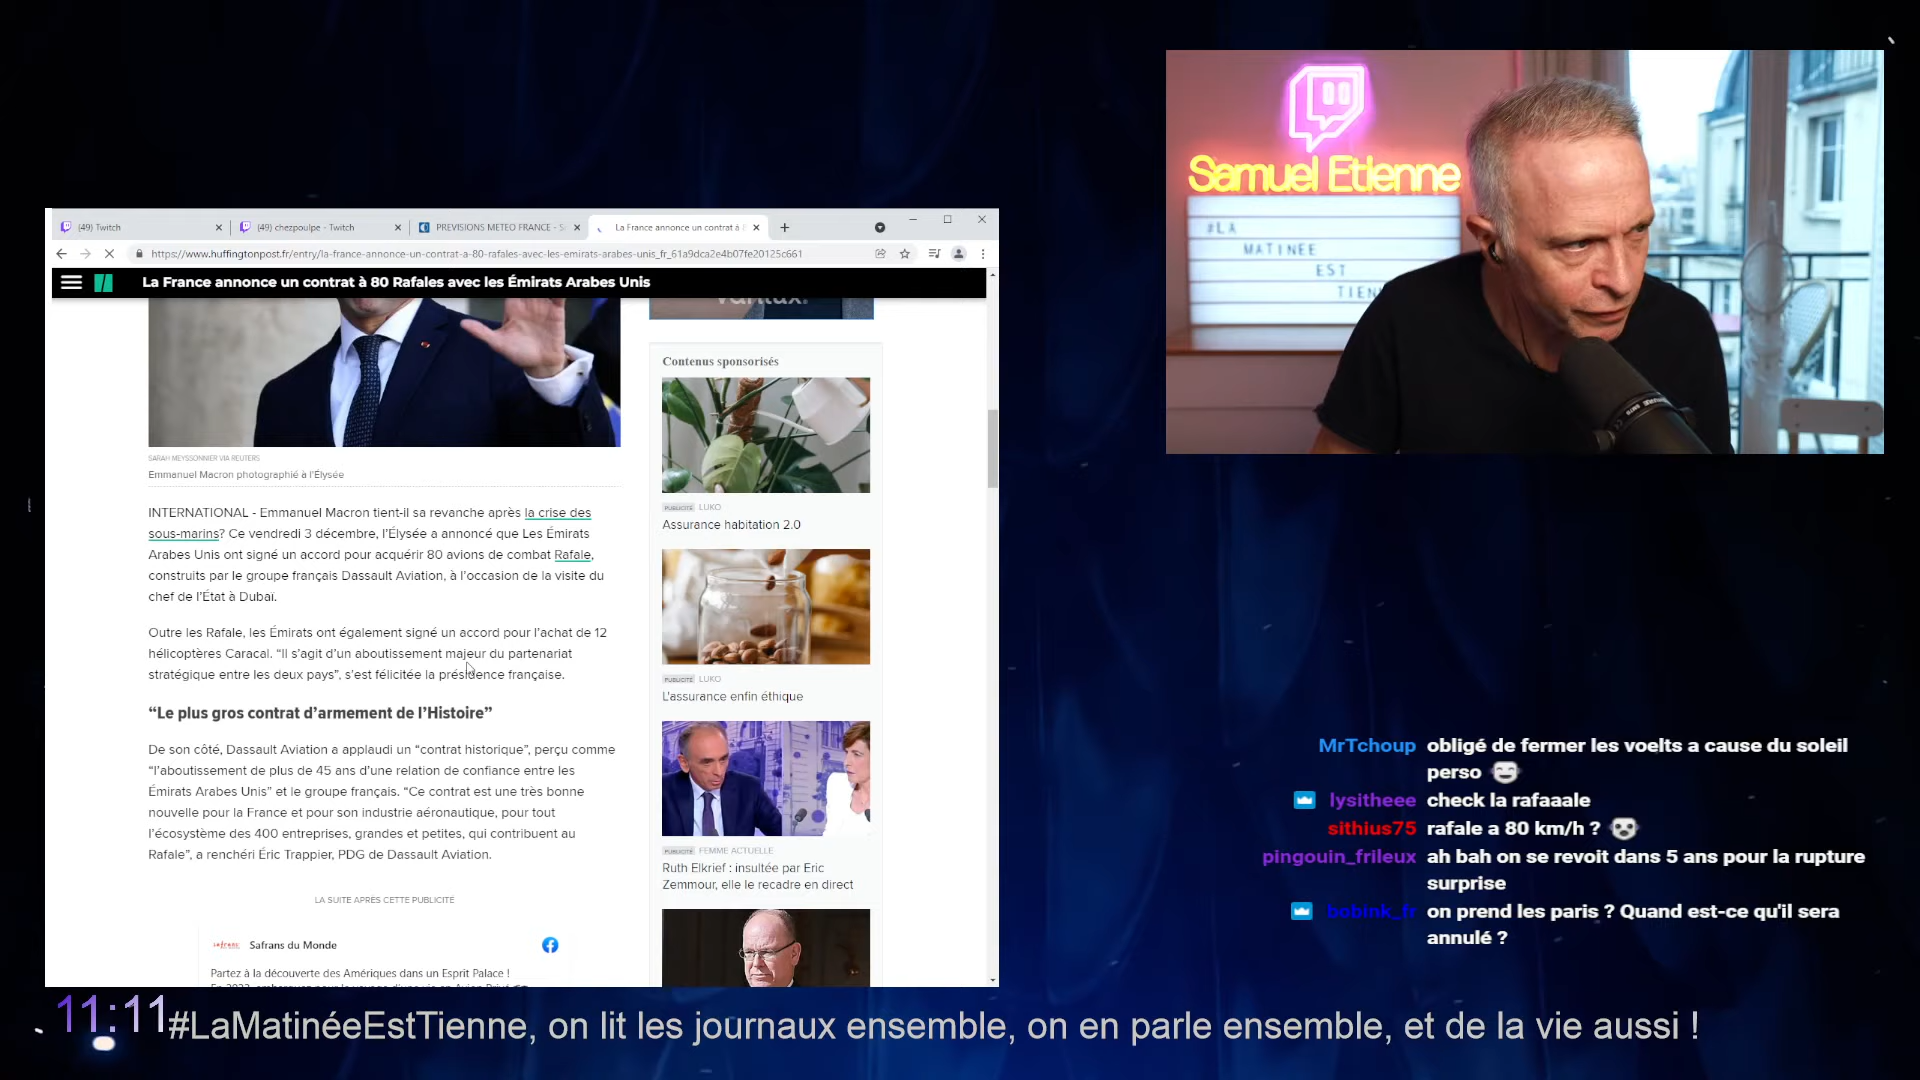 Samuel Etienne
#LA
MATINEE
EST
TIEN
(49) Twitch
(49) chezpoulpe - Twitch
PREVISIONS METEO FRANCE - S
La France annonce un contrat à
https://www.huffingtonpost.fr/entry/la-france-annonce-un-contrat-a-80-rafales-avec-les-emirats-arabes-unis_fr_61a9dca2e4b07fe20125c661
La France annonce un contrat à 80 Rafales avec les Émirats Arabes Unis
SARAH MEYSSONNIER VIA REUTERS
Emmanuel Macron photographié à l'Élysée
INTERNATIONAL - Emmanuel Macron tient-il sa revanche après la crise des
sous-marins? Ce vendredi 3 décembre, l'Élysée a annoncé que Les Émirats
Arabes Unis ont signé un accord pour acquérir 80 avions de combat Rafale,
construits par le groupe français Dassault Aviation, à l'occasion de la visite du
chef de l'État à Dubaï.
Outre les Rafale, les Émirats ont également signé un accord pour l'achat de 12
hélicoptères Caracal. “Il s'agit d'un aboutissement majeur du partenariat
stratégique entre les deux pays”, s'est félicitée la présidence française.
“Le plus gros contrat d'armement de l'Histoire”
De son côté, Dassault Aviation a applaudi un “contrat historique”, perçu comme
“l'aboutissement de plus de 45 ans d'une relation de confiance entre les
Émirats Arabes Unis” et le groupe français. “Ce contrat est une très bonne
nouvelle pour la France et pour son industrie aéronautique, pour tout
l'écosystème des 400 entreprises, grandes et petites, qui contribuent au
Rafale”, a renchéri Éric Trappier, PDG de Dassault Aviation.
LA SUITE APRÈS CETTE PUBLICITÉ
Safrans du Monde
Partez à la découverte des Amériques dans un Esprit Palace !
Contenus sponsorisés
PUBLICITÉ LUKO
Assurance habitation 2.0
PUBLICITÉ LUKO
L'assurance enfin éthique
PUBLICITÉ FEMME ACTUELLE
Ruth Elkrief : insultée par Eric
Zemmour, elle le recadre en direct
MrTchoup obligé de fermer les voelts a cause du soleil
perso
lysitheee check la rafaaale
sithius75 rafale a 80 km/h ?
pingouin_frileux ah bah on se revoit dans 5 ans pour la rupture
surprise
bobink_fr on prend les paris ? Quand est-ce qu'il sera
annulé ?
11:11 #LaMatinéeEstTienne, on lit les journaux ensemble, on en parle ensemble, et de la vie aussi !